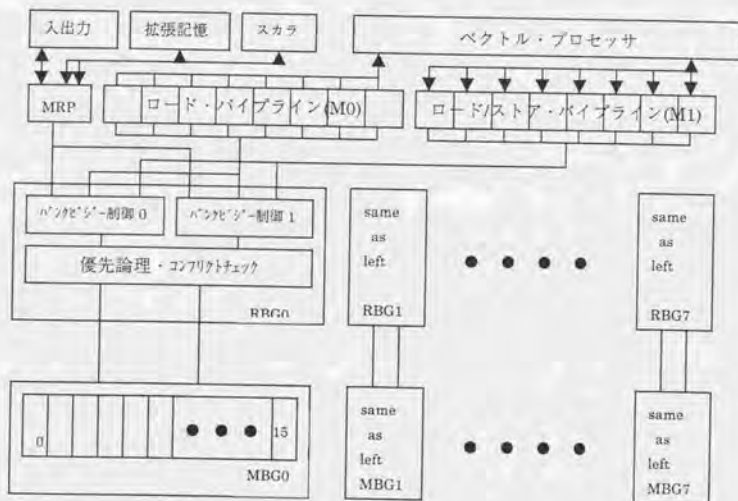 入出力
拡張記憶
スカラ
ベクトル・プロセッサ
MRP
ロード・パイプライン(M0)
ロード/ストア・パイプライン(M1)
バンクビジー制御 0
バンクビジー制御 1
優先論理・コンフリクトチェック
RBG0
same
as
left
RBG1
same
as
left
RBG7
0
15
MBG0
same
as
left
MBG1
same
as
left
MBG7